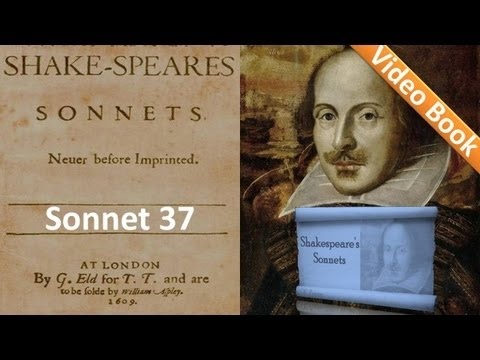 SHAKE-SPEARES
SONNETS.
Neuer before Imprinted.
Sonnet 37
AT LONDON
By G. Eld for T. T. and are
to be solde by William Aspley.
1609.
Video Book
Shakespeare's
Sonnets